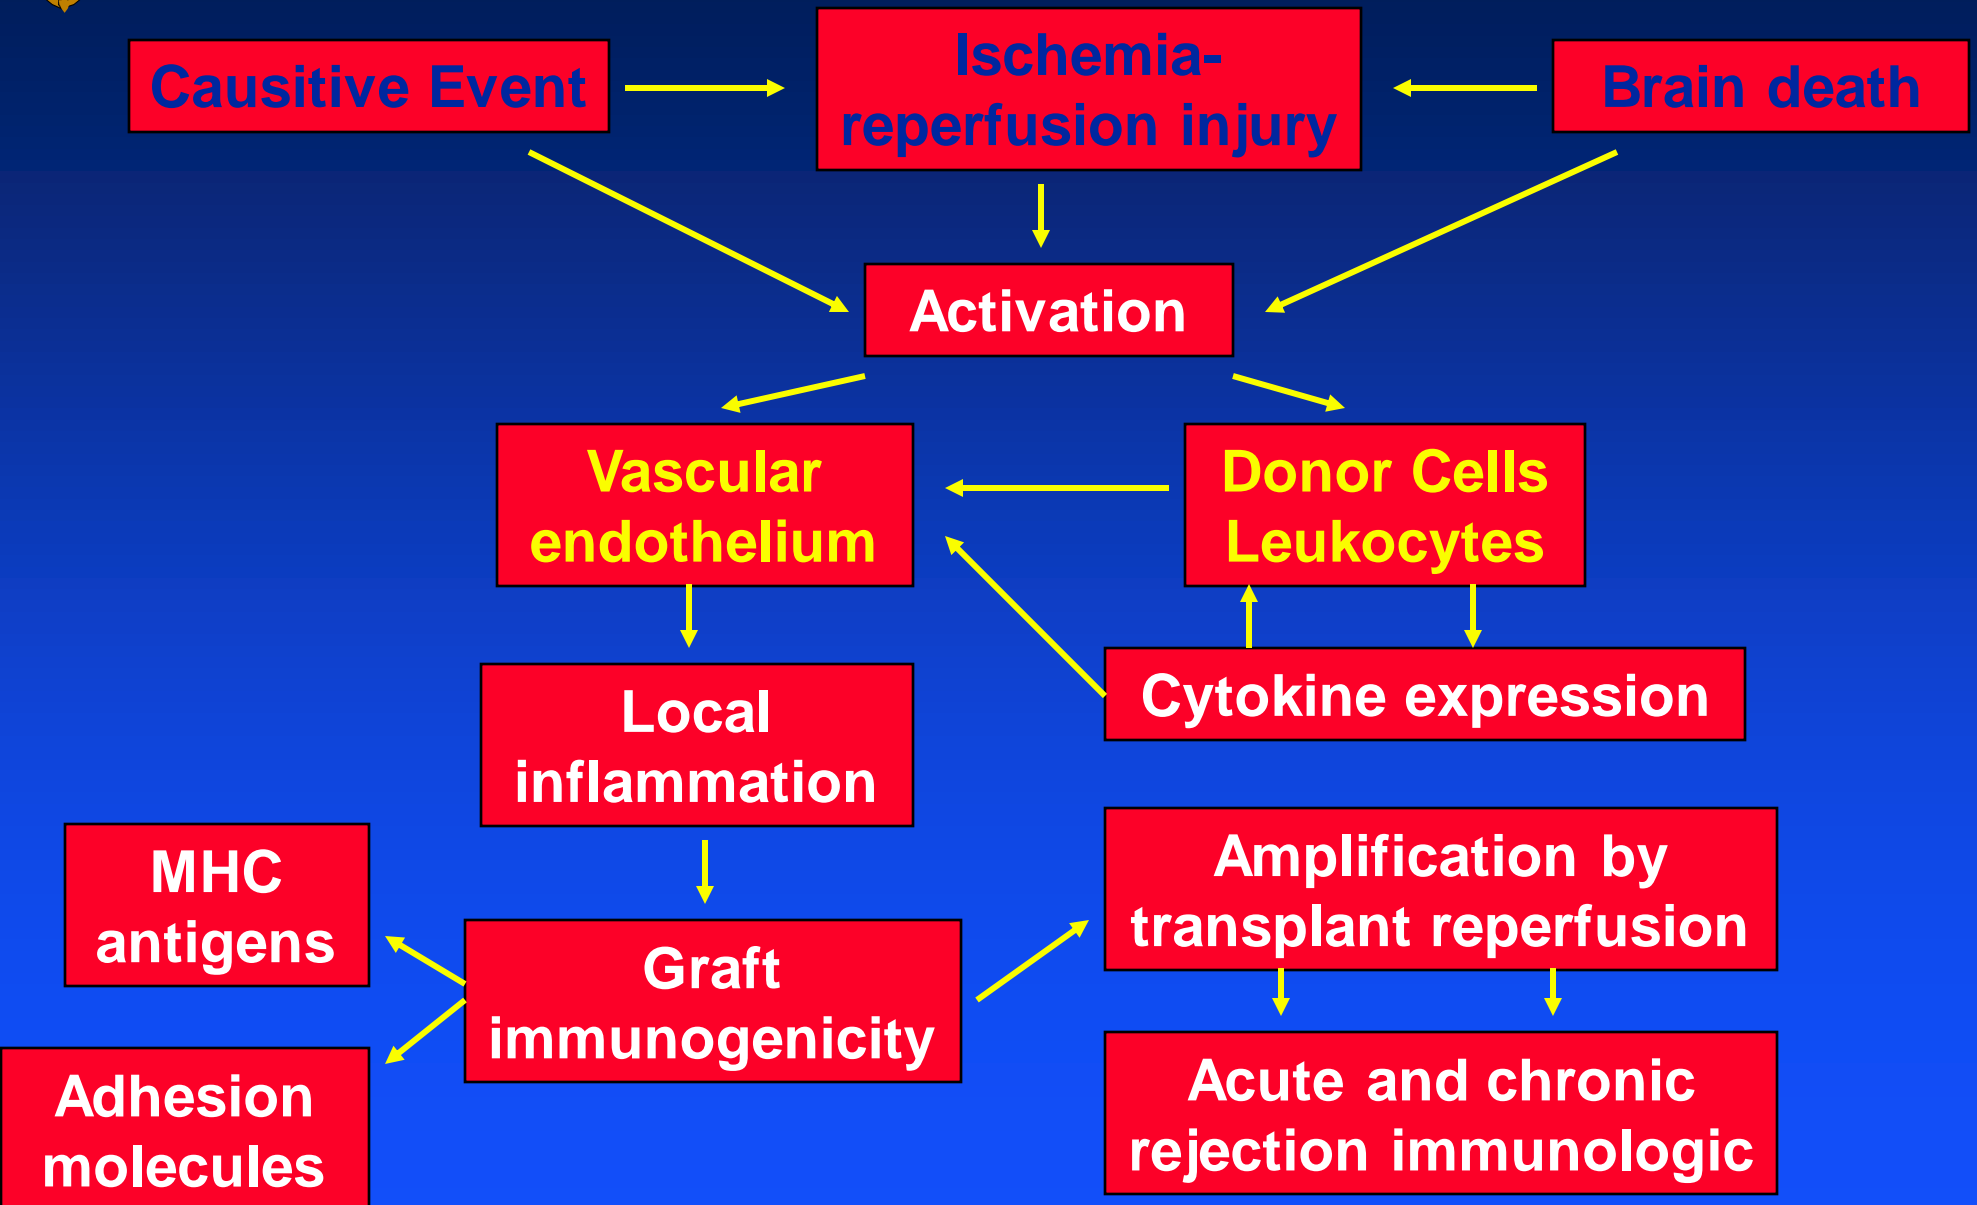 Causitive Event
Ischemia-
reperfusion injury
Brain death
Activation
Vascular
endothelium
Donor Cells
Leukocytes
Local
inflammation
Cytokine expression
MHC
antigens
Graft
immunogenicity
Amplification by
transplant reperfusion
Adhesion
molecules
Acute and chronic
rejection immunologic